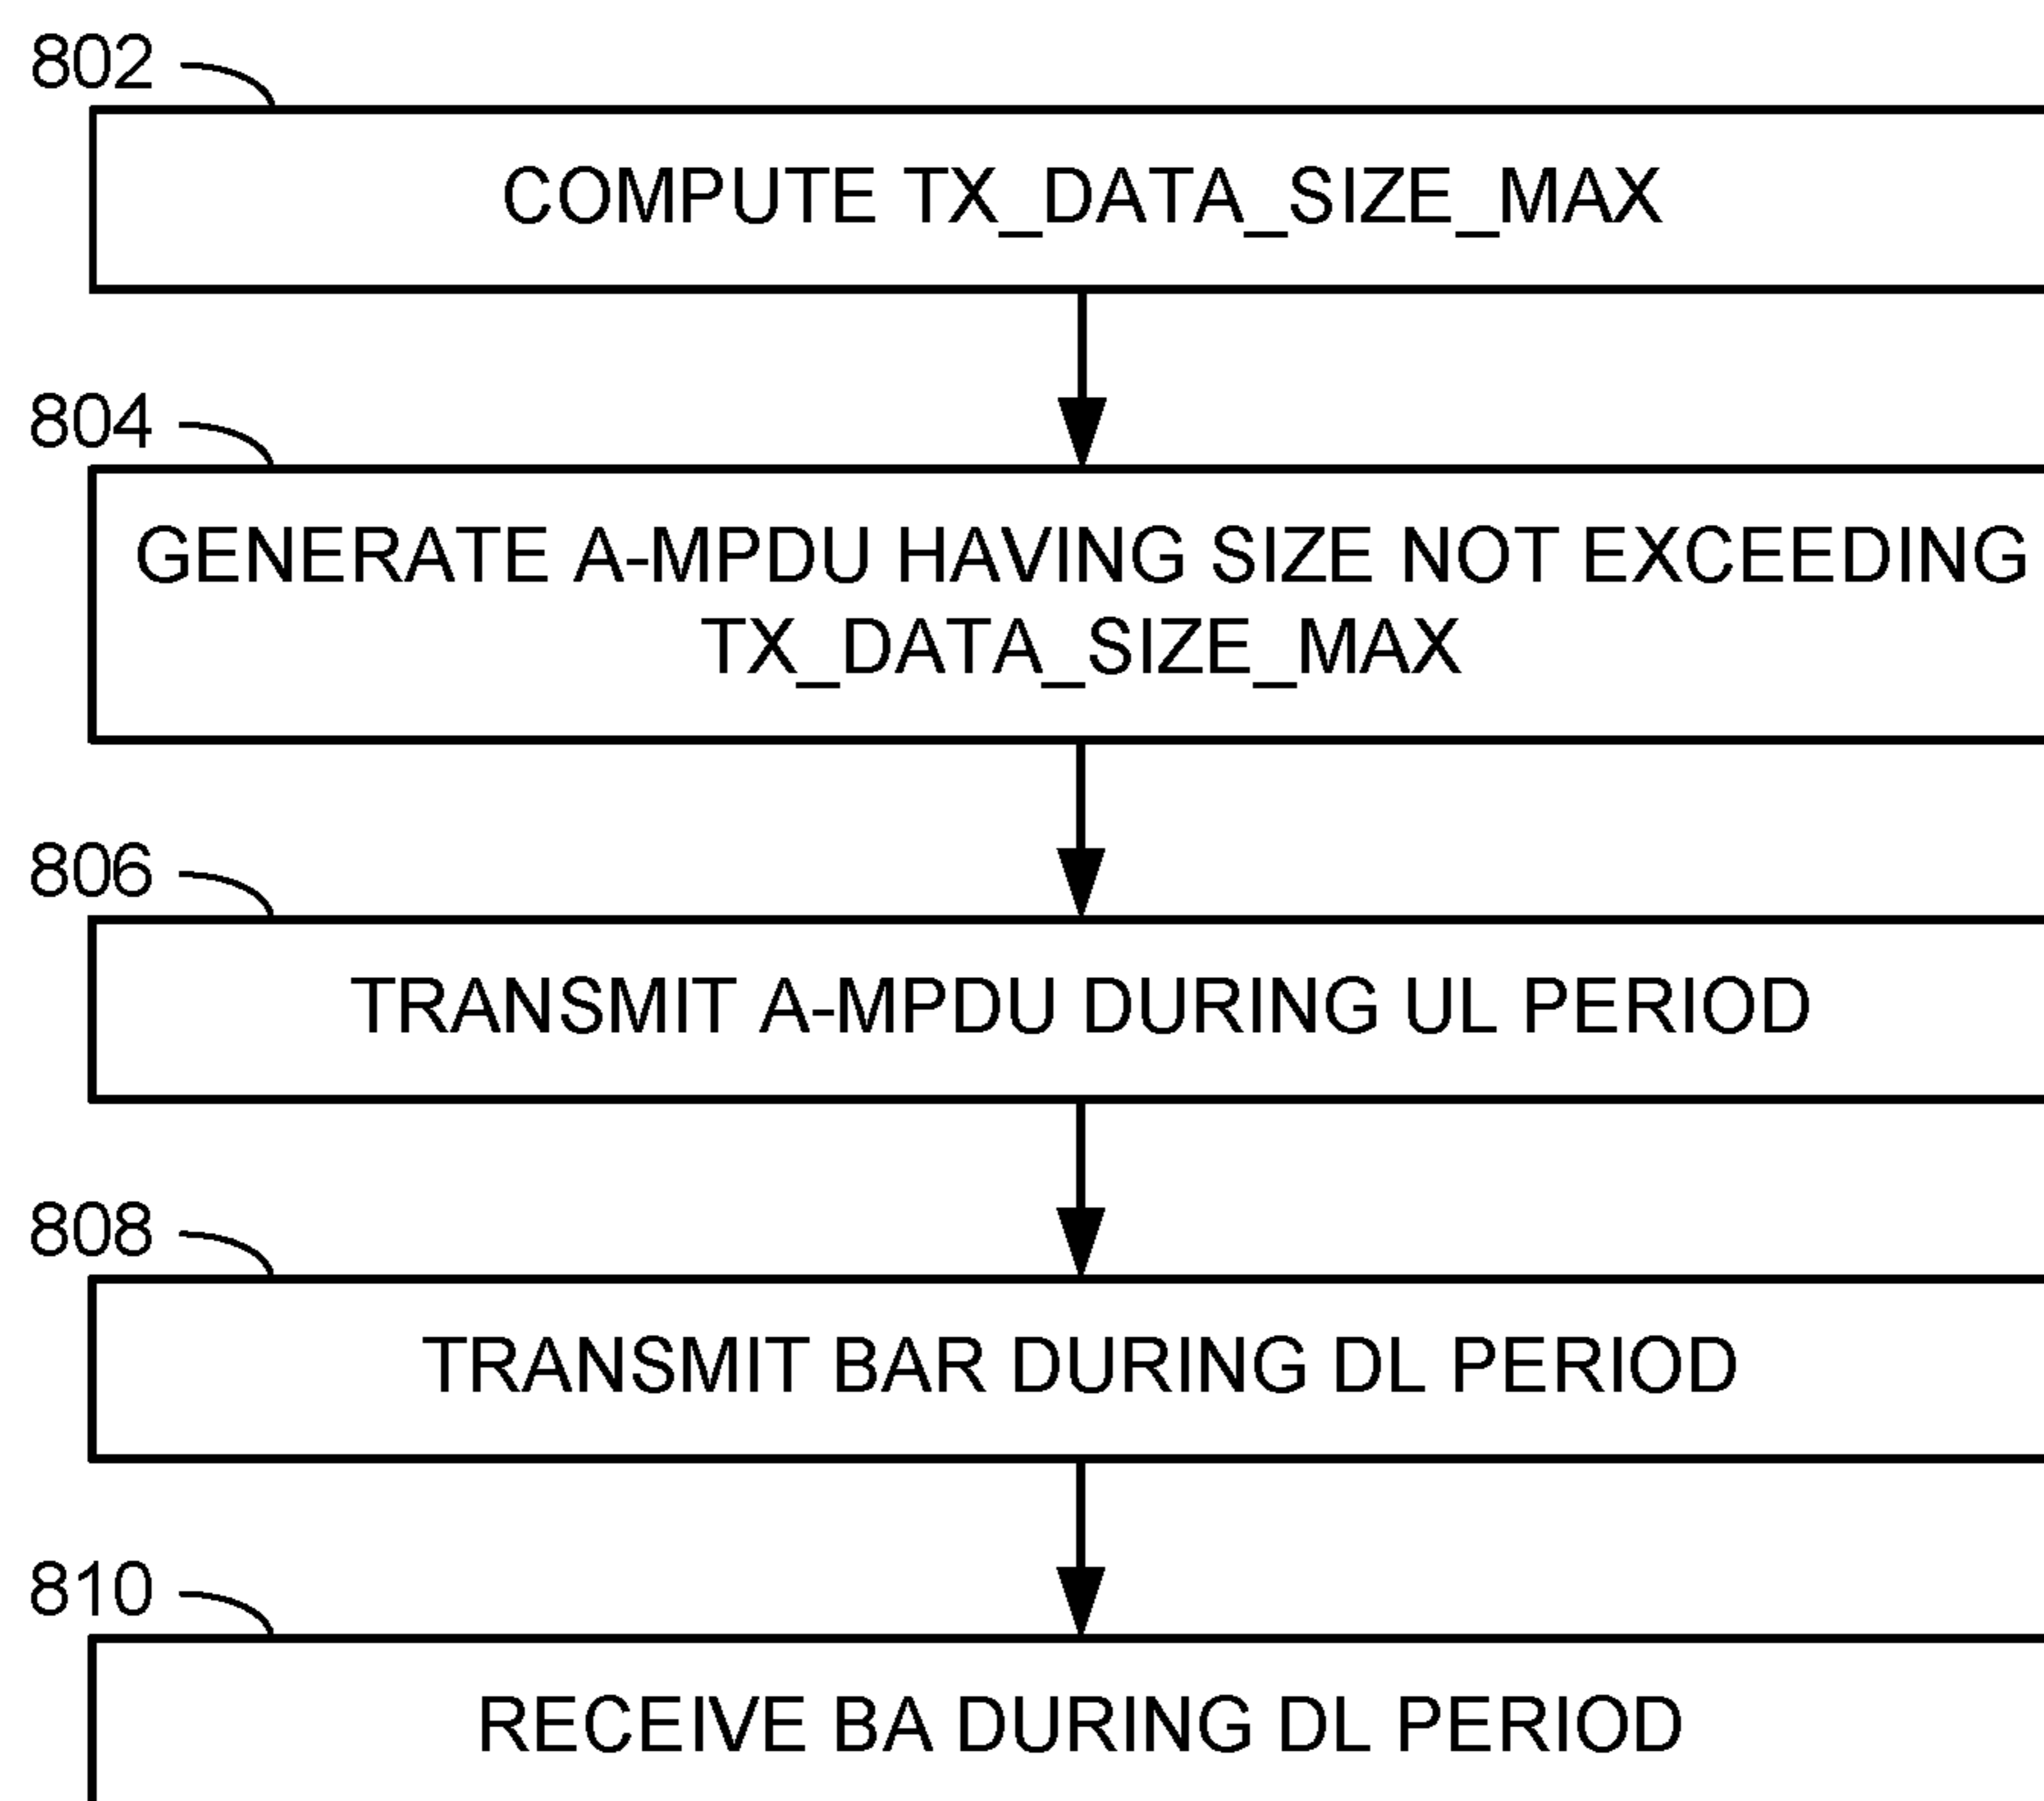 802
COMPUTE TX_DATA_SIZE_MAX
804
GENERATE A-MPDU HAVING SIZE NOT EXCEEDING
TX_DATA_SIZE_MAX
806
TRANSMIT A-MPDU DURING UL PERIOD
808
TRANSMIT BAR DURING DL PERIOD
810
RECEIVE BA DURING DL PERIOD